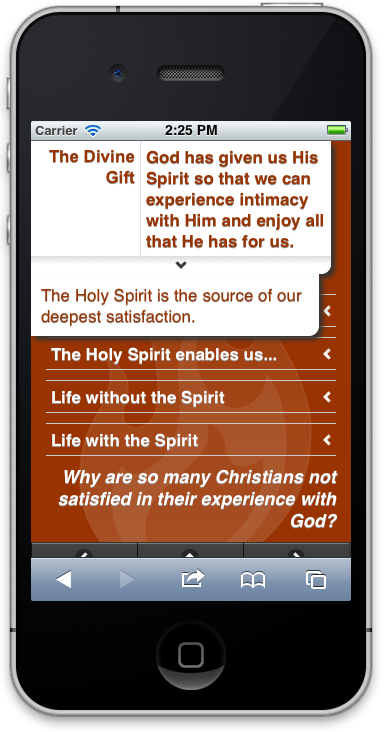 Carrier 2:25 PM
The Divine
Gift
God has given us His
Spirit so that we can
experience intimacy
with Him and enjoy all
that He has for us.
The Holy Spirit is the source of our
deepest satisfaction.
The Holy Spirit enables us...
Life without the Spirit
Life with the Spirit
Why are so many Christians not
satisfied in their experience with
God?